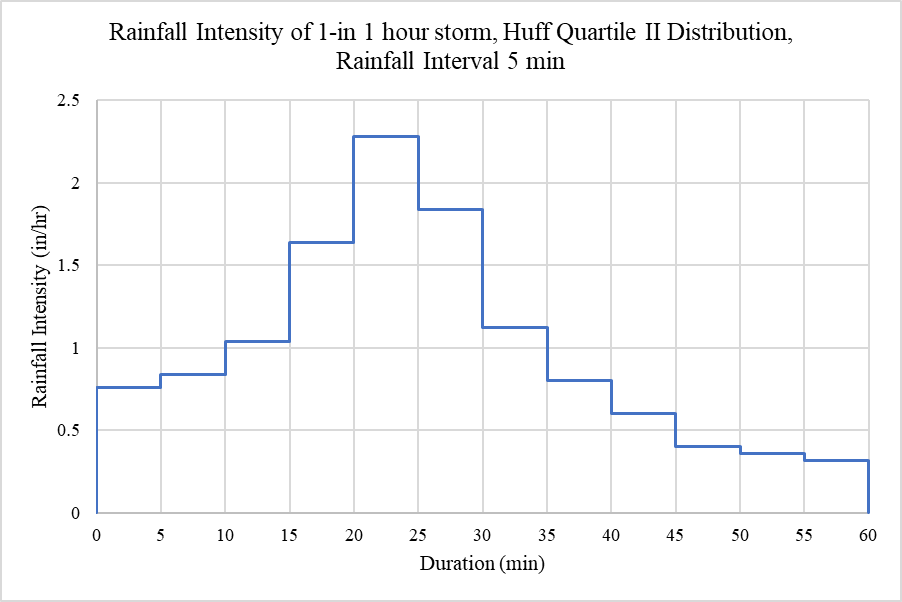 Rainfall Intensity of 1-in 1 hour storm, Huff Quartile II Distribution,
Rainfall Interval 5 min
Rainfall Intensity (in/hr)
2.5
2
1.5
1
0.5
0
0 5 10 15 20 25 30 35 40 45 50 55 60
Duration (min)